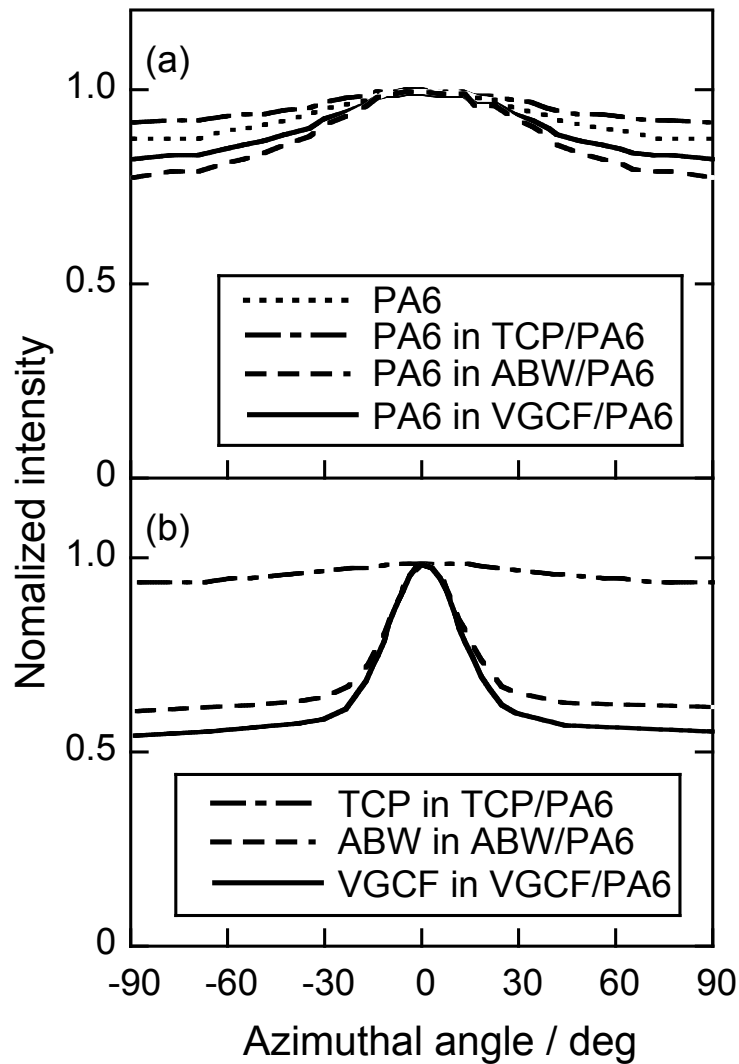 (a)
1.0
0.5
0
PA6
PA6 in TCP/PA6
PA6 in ABW/PA6
PA6 in VGCF/PA6
Nomalized intensity
(b)
1.0
0.5
0
TCP in TCP/PA6
ABW in ABW/PA6
VGCF in VGCF/PA6
-90 -60 -30 0 30 60 90
Azimuthal angle / deg